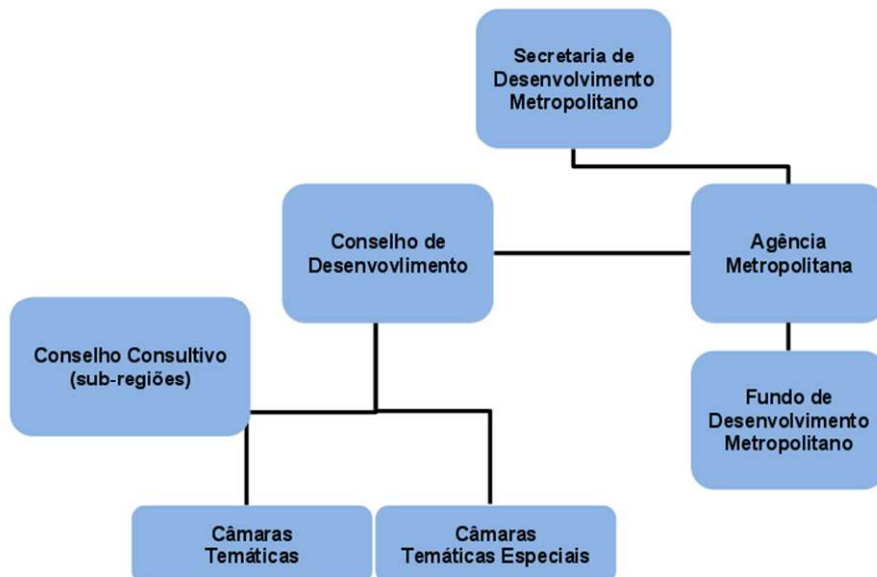 Secretaria de
Desenvolvimento
Metropolitano
Conselho de
Desenvovlimento
Agência
Metropolitana
Conselho Consultivo
(sub-regiões)
Fundo de
Desenvolvimento
Metropolitano
Câmaras
Temáticas
Câmaras
Temáticas Especiais